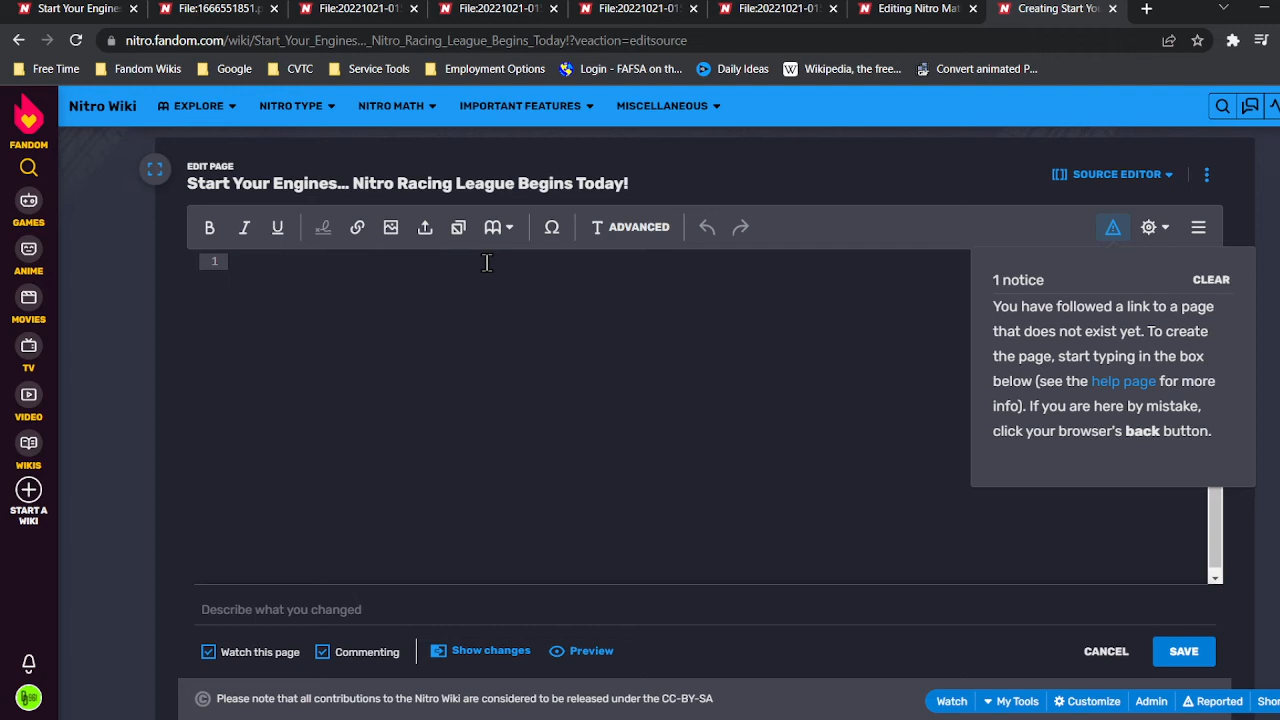 Start Your Engine:
File:1666551851.p
File:20221021-01
File:20221021-01
File:20221021-01
File:20221021-01
Editing Nitro Mat
Creating Start Yo
nitro.fandom.com/wiki/Start_Your_Engines..._Nitro_Racing_League_Begins_Today!?veaction=editsource
Free Time Fandom Wikis Google CVTC Service Tools Employment Options Login - FAFSA on th... Daily Ideas Wikipedia, the free... Convert animated P...
Nitro Wiki EXPLORE NITRO TYPE NITRO MATH IMPORTANT FEATURES MISCELLANEOUS
FANDOM
GAMES
ANIME
MOVIES
TV
VIDEO
WIKIS
START A
WIKI
EDIT PAGE
Start Your Engines... Nitro Racing League Begins Today!
SOURCE EDITOR
B I U Ω T ADVANCED
1
1 notice CLEAR
You have followed a link to a page
that does not exist yet. To create
the page, start typing in the box
below (see the help page for more
info). If you are here by mistake,
click your browser's back button.
Describe what you changed
Watch this page Commenting Show changes Preview CANCEL SAVE
Please note that all contributions to the Nitro Wiki are considered to be released under the CC-BY-SA
Watch My Tools Customize Admin Reported Shor